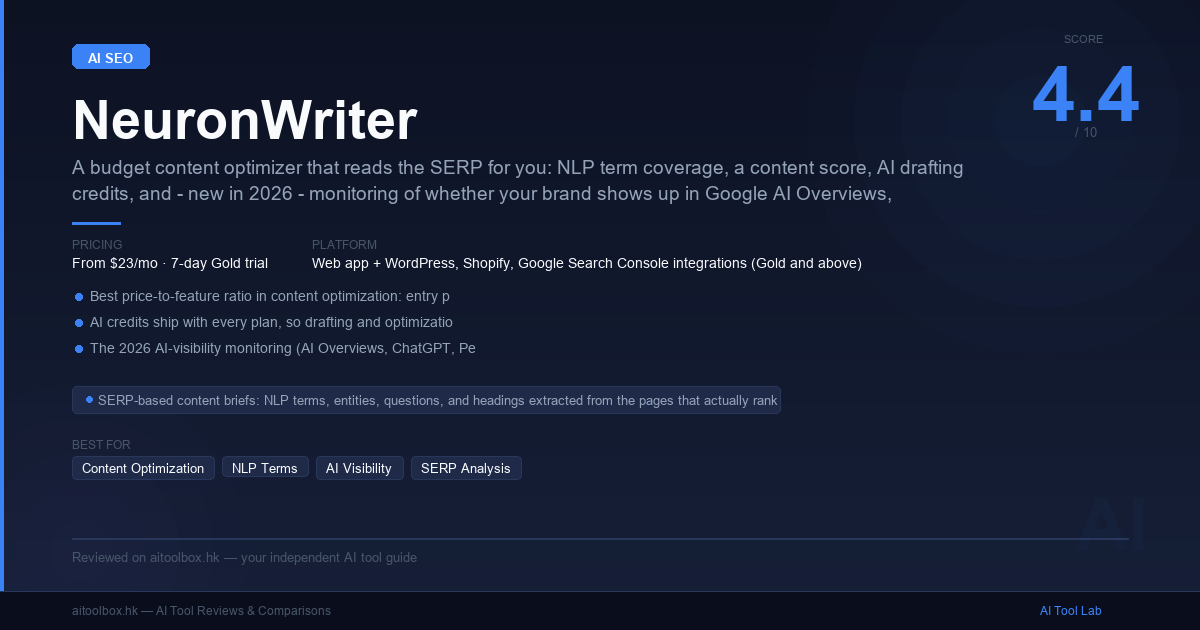 AI SEO
SCORE
4.4
/ 10
NeuronWriter
A budget content optimizer that reads the SERP for you: NLP term coverage, a content score, AI drafting
credits, and - new in 2026 - monitoring of whether your brand shows up in Google AI Overviews,
PRICING
From $23/mo · 7-day Gold trial
PLATFORM
Web app + WordPress, Shopify, Google Search Console integrations (Gold and above)
Best price-to-feature ratio in content optimization: entry p
AI credits ship with every plan, so drafting and optimizatio
The 2026 AI-visibility monitoring (AI Overviews, ChatGPT, Pe
SERP-based content briefs: NLP terms, entities, questions, and headings extracted from the pages that actually rank
BEST FOR
Content Optimization
NLP Terms
AI Visibility
SERP Analysis
AI
Reviewed on aitoolbox.hk — your independent AI tool guide
aitoolbox.hk — AI Tool Reviews & Comparisons
AI Tool Lab